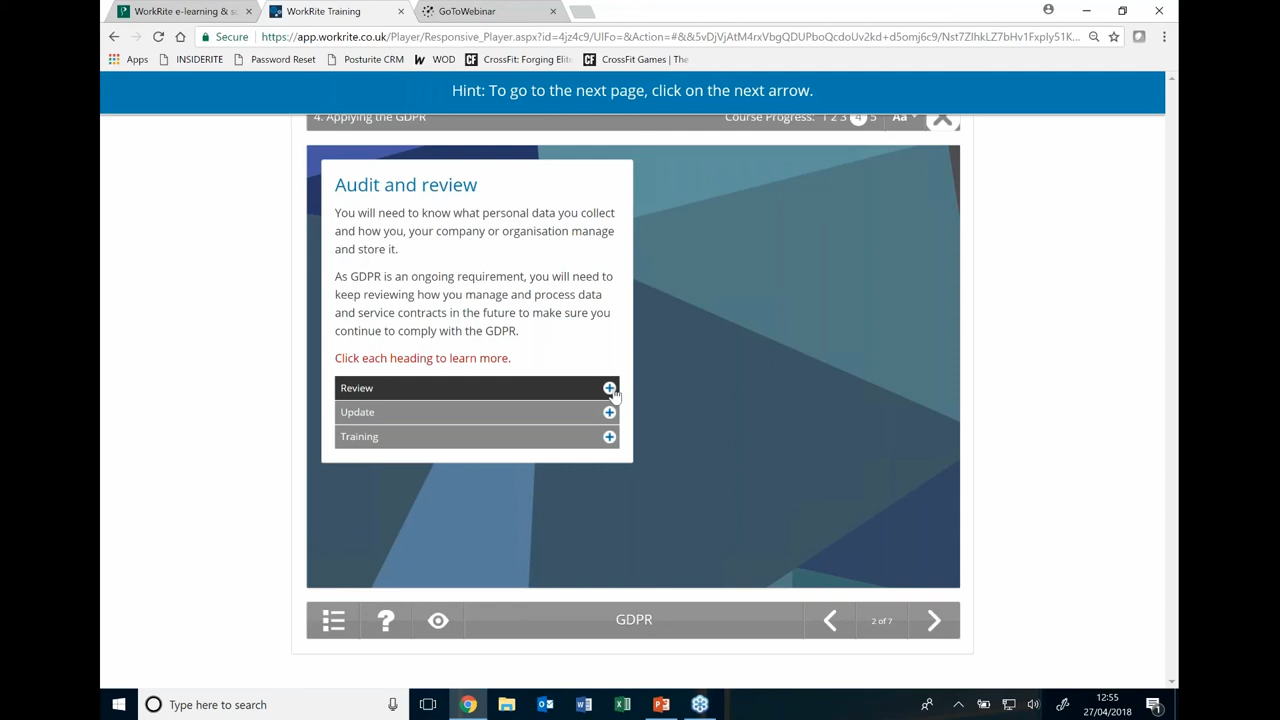 WorkRite e-learning & s
WorkRite Training
GoToWebinar
Secure
https://app.workrite.co.uk/Player/Responsive_Player.aspx?id=4jz4c9/UIFo=&Action=#&&5vDjVjAtM4rxVbgQDUPboQcdoUv2kd+d5omj6c9/Nst7ZIhkLZ7bHv1Fxply51K...
Apps
INSIDERITE
Password Reset
Posturite CRM
WOD
CrossFit: Forging Elit
CrossFit Games | The
Hint: To go to the next page, click on the next arrow.
4. Applying the GDPR
Course Progress: 1 2 3 4 5
Aa
Audit and review
You will need to know what personal data you collect
and how you, your company or organisation manage
and store it.
As GDPR is an ongoing requirement, you will need to
keep reviewing how you manage and process data
and service contracts in the future to make sure you
continue to comply with the GDPR.
Click each heading to learn more.
Review
Update
Training
GDPR
2 of 7
Type here to search
12:55
27/04/2018